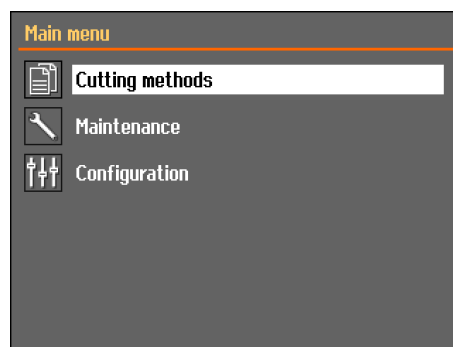 Main menu
Cutting methods
Maintenance
Configuration